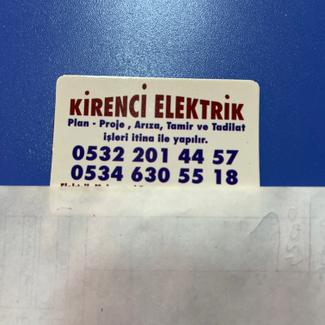 KİRENCİ ELEKTRİK
Plan - Proje , Arıza, Tamir ve Tadilat
işleri itina ile yapılır.
0532 201 44 57
0534 630 55 18